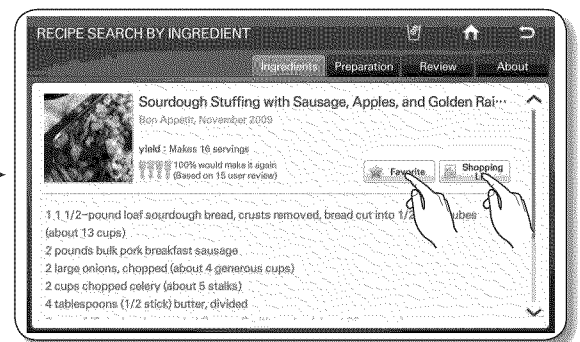 RECIPE SEARCH BY INGREDIENT
Ingredients Preparation Review About
Sourdough Stuffing with Sausage, Apples, and Golden Rai···
Bon Appetit, November 2009
yield : Makes 16 servings
100% would make it again
(Based on 15 user review)
Favorite Shopping
1 1 1/2-pound loaf sourdough bread, crusts removed, bread cut into 1/2
(about 13 cups)
2 pounds bulk pork breakfast sausage
2 large onions, chopped (about 4 generous cups)
2 cups chopped celery (about 5 stalks)
4 tablespoons (1/2 stick) butter, divided